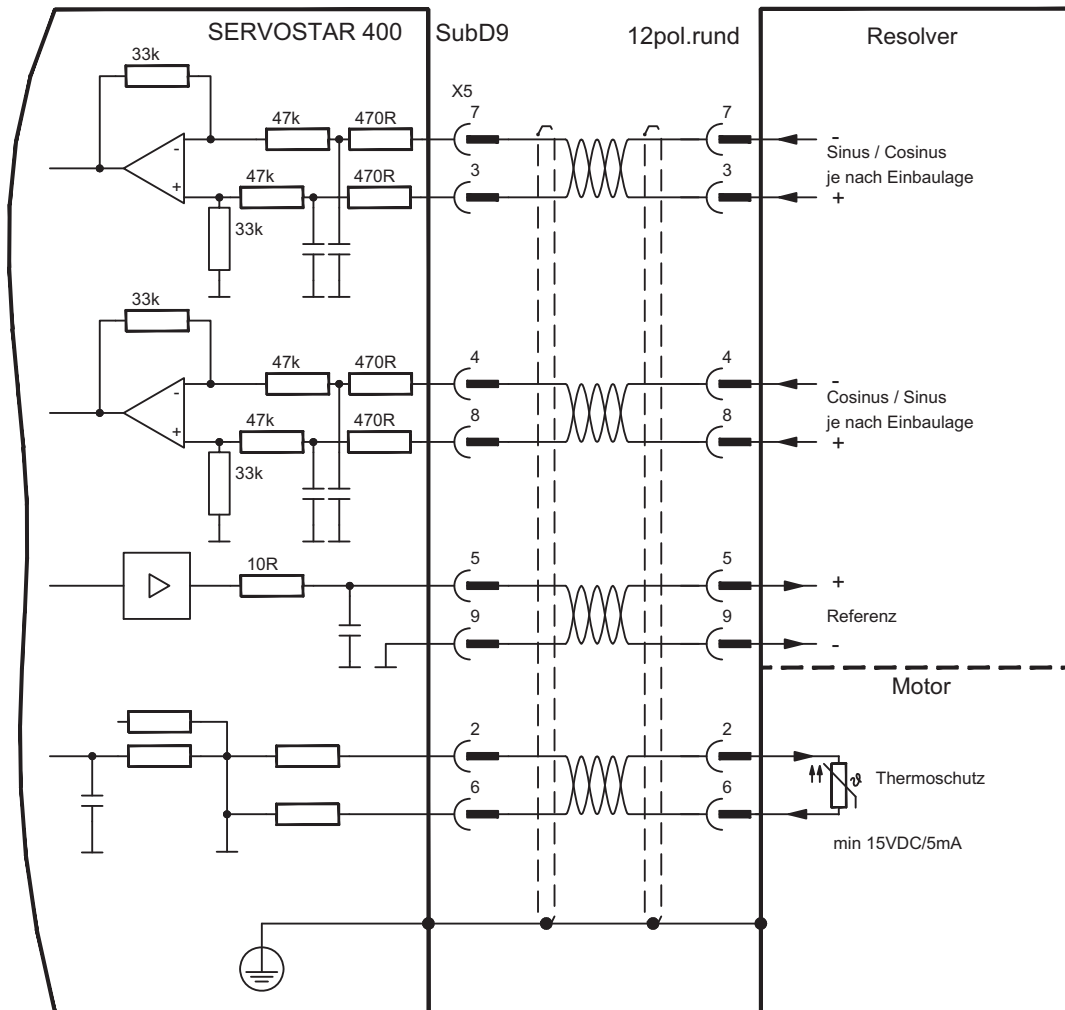 SERVOSTAR 400
SubD9
12pol.rund
Resolver
33k
X5
47k
470R
7
7
-
Sinus / Cosinus
je nach Einbaulage
-
+
47k
470R
3
3
+
33k
33k
47k
470R
4
4
-
Cosinus / Sinus
je nach Einbaulage
-
+
47k
470R
8
8
+
33k
10R
5
5
+
Referenz
9
9
-
Motor
2
2
ϑ Thermoschutz
6
6
min 15VDC/5mA